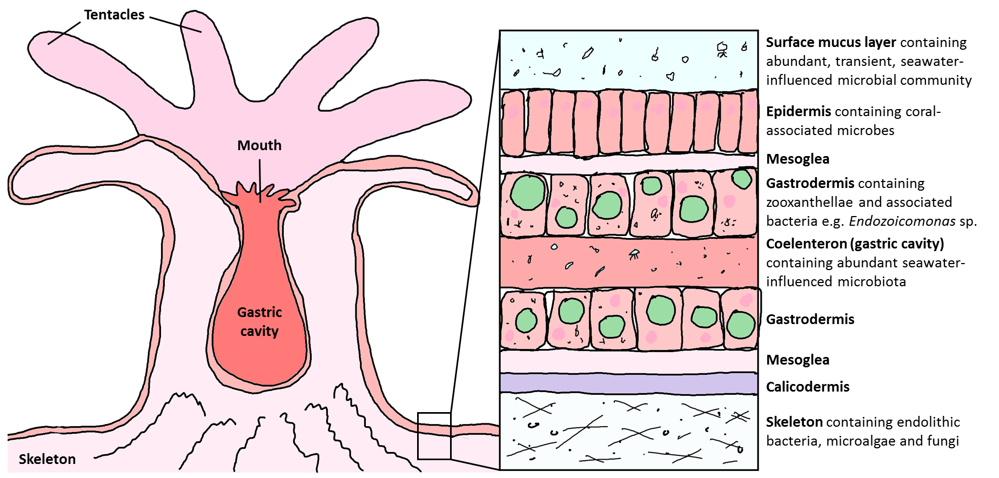 Tentacles
Mouth
Gastric
cavity
Skeleton
Surface mucus layer containing
abundant, transient, seawater-
influenced microbial community
Epidermis containing coral-
associated microbes
Mesoglea
Gastrodermis containing
zooxanthellae and associated
bacteria e.g. Endozoicomonas sp.
Coelenteron (gastric cavity)
containing abundant seawater-
influenced microbiota
Gastrodermis
Mesoglea
Calicodermis
Skeleton containing endolithic
bacteria, microalgae and fungi